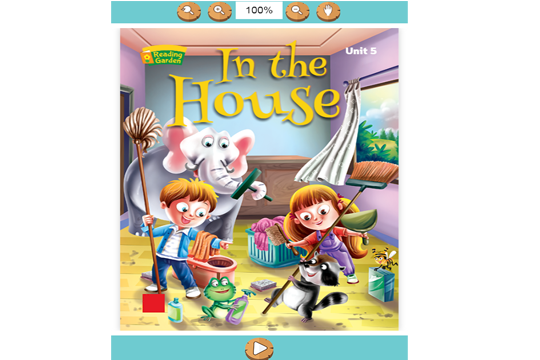 100%
Reading
Garden
In the
House
Unit 5